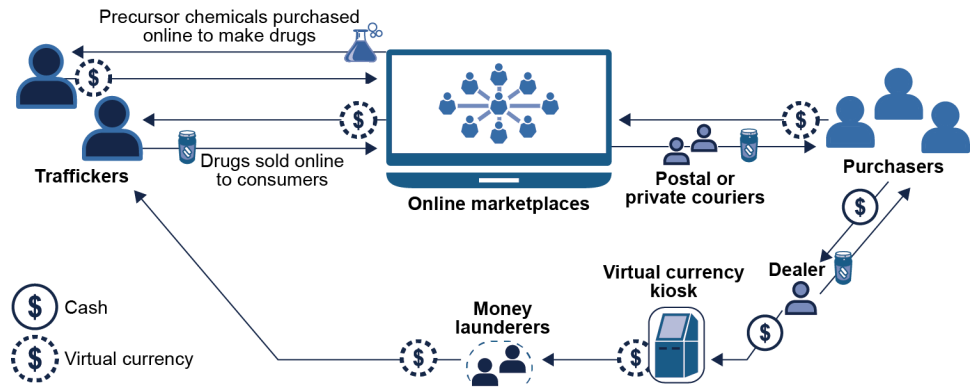 Precursor chemicals purchased
online to make drugs
$
$
Drugs sold online
to consumers
Traffickers
Online marketplaces
$
Postal or
private couriers
Purchasers
$
Dealer
$
Virtual currency
kiosk
$
Money
launderers
$
$ Cash
$ Virtual currency